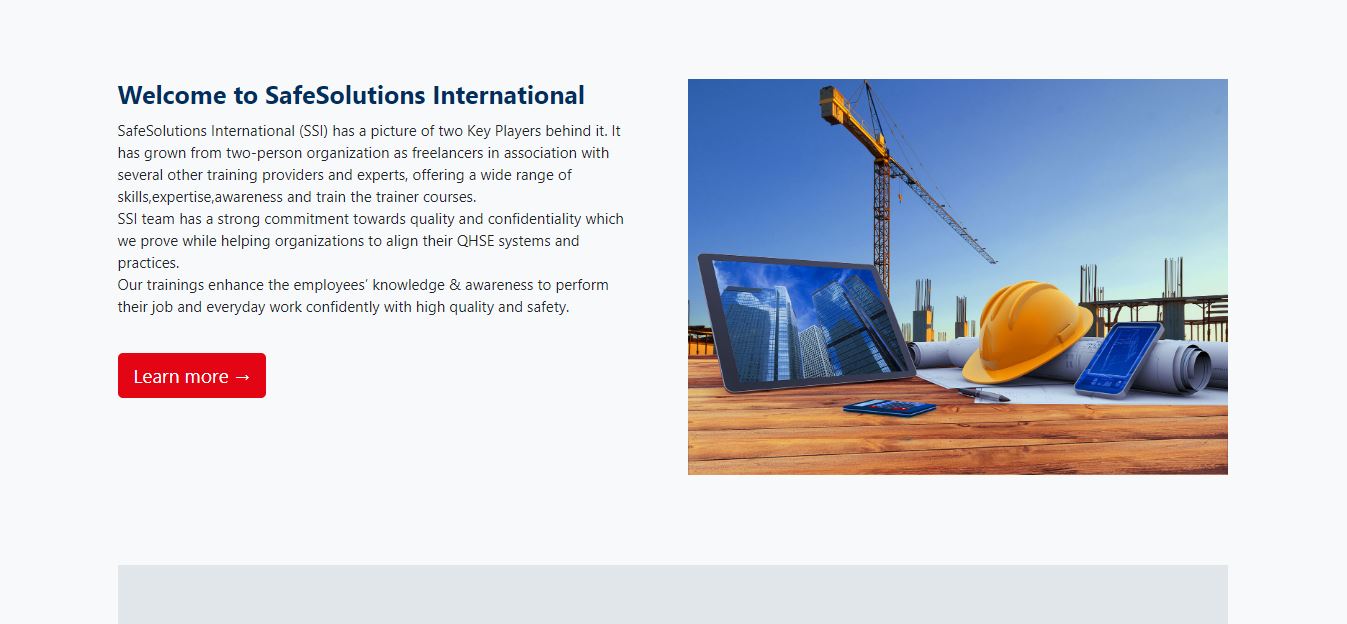 Welcome to SafeSolutions International
SafeSolutions International (SSI) has a picture of two Key Players behind it. It
has grown from two-person organization as freelancers in association with
several other training providers and experts, offering a wide range of
skills,expertise,awareness and train the trainer courses.
SSI team has a strong commitment towards quality and confidentiality which
we prove while helping organizations to align their QHSE systems and
practices.
Our trainings enhance the employees’ knowledge & awareness to perform
their job and everyday work confidently with high quality and safety.
Learn more →